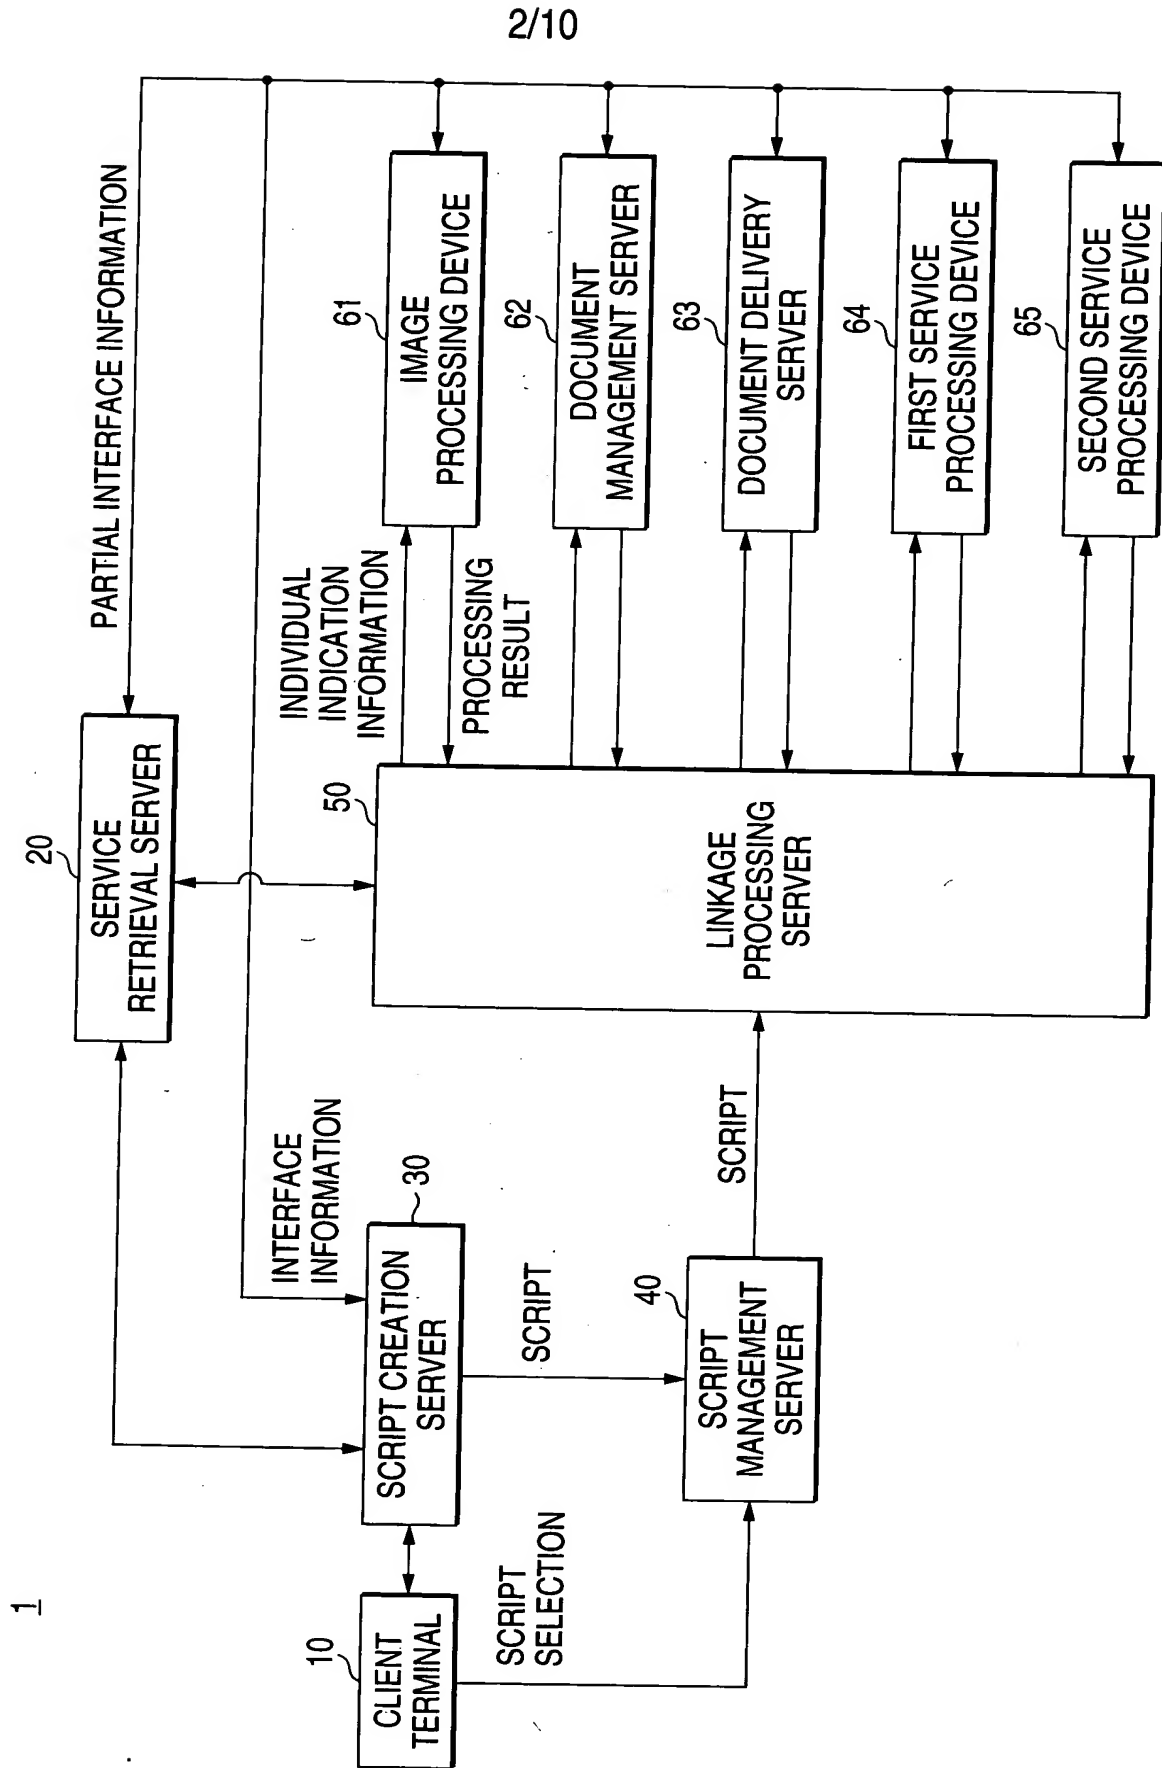 2/10
1
10
CLIENT
TERMINAL
SCRIPT
SELECTION
20
SERVICE
RETRIEVAL SERVER
PARTIAL INTERFACE INFORMATION
INTERFACE
INFORMATION
30
SCRIPT CREATION
SERVER
SCRIPT
40
SCRIPT
MANAGEMENT
SERVER
SCRIPT
50
LINKAGE
PROCESSING
SERVER
INDIVIDUAL
INDICATION
INFORMATION
PROCESSING
RESULT
61
IMAGE
PROCESSING DEVICE
62
DOCUMENT
MANAGEMENT SERVER
63
DOCUMENT DELIVERY
SERVER
64
FIRST SERVICE
PROCESSING DEVICE
65
SECOND SERVICE
PROCESSING DEVICE